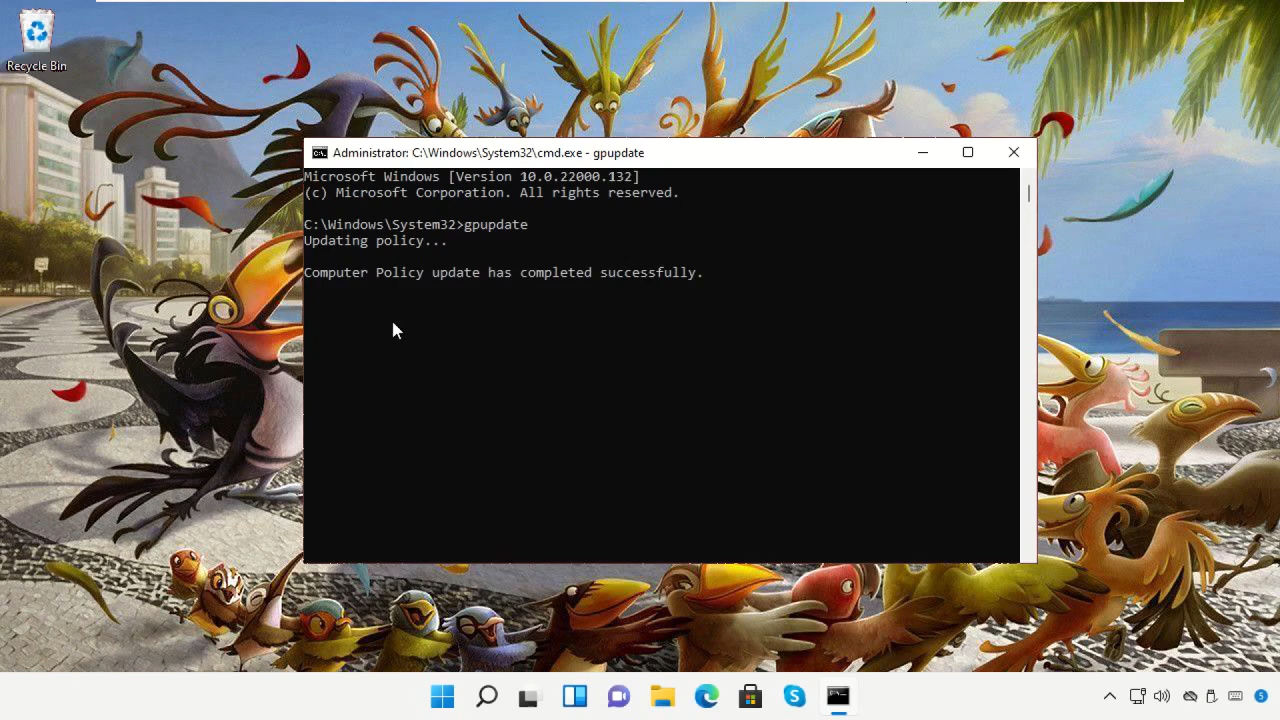 Recycle Bin
Administrator: C:\Windows\System32\cmd.exe - gpupdate
Microsoft Windows [Version 10.0.22000.132]
(c) Microsoft Corporation. All rights reserved.
C:\Windows\System32>gpupdate
Updating policy...
Computer Policy update has completed successfully.
5